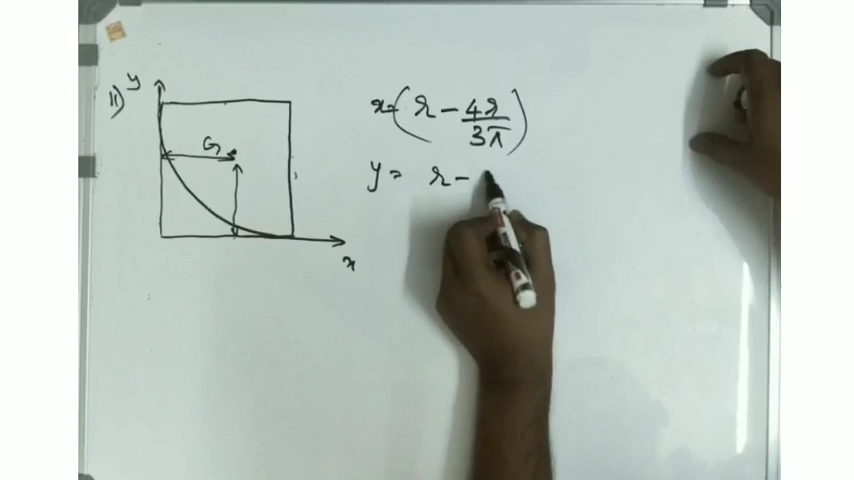 11) y
G
x
x = (r - 4r/3π)
y = r -